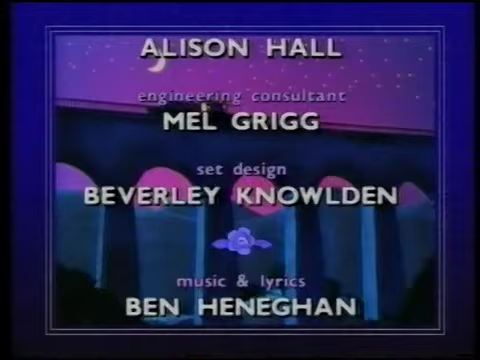 ALISON HALL
engineering consultant
MEL GRIGG
set design
BEVERLEY KNOWLDEN
music & lyrics
BEN HENEGHAN